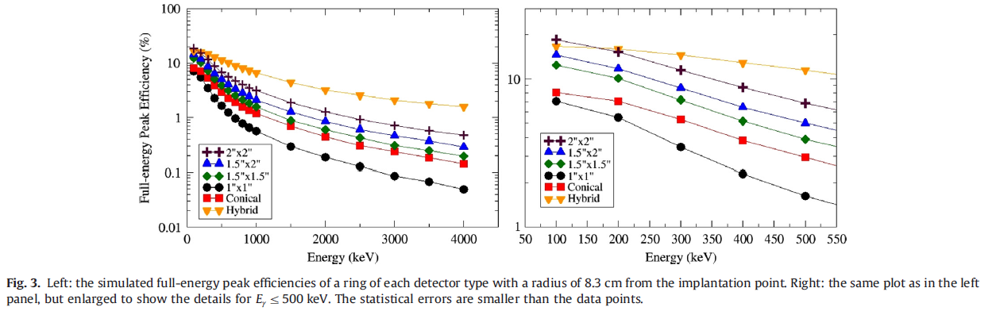 Full-energy Peak Efficiency (%)
100
10
1
0.1
0.01
2"x2"
1.5"x2"
1.5"x1.5"
1"x1"
Conical
Hybrid
0 1000 2000 3000 4000
Energy (keV)
10
1
2"x2"
1.5"x2"
1.5"x1.5"
1"x1"
Conical
Hybrid
50 100 150 200 250 300 350 400 450 500 550
Energy (keV)
Fig. 3. Left: the simulated full-energy peak efficiencies of a ring of each detector type with a radius of 8.3 cm from the implantation point. Right: the same plot as in the left
panel, but enlarged to show the details for Eγ ≤ 500 keV. The statistical errors are smaller than the data points.